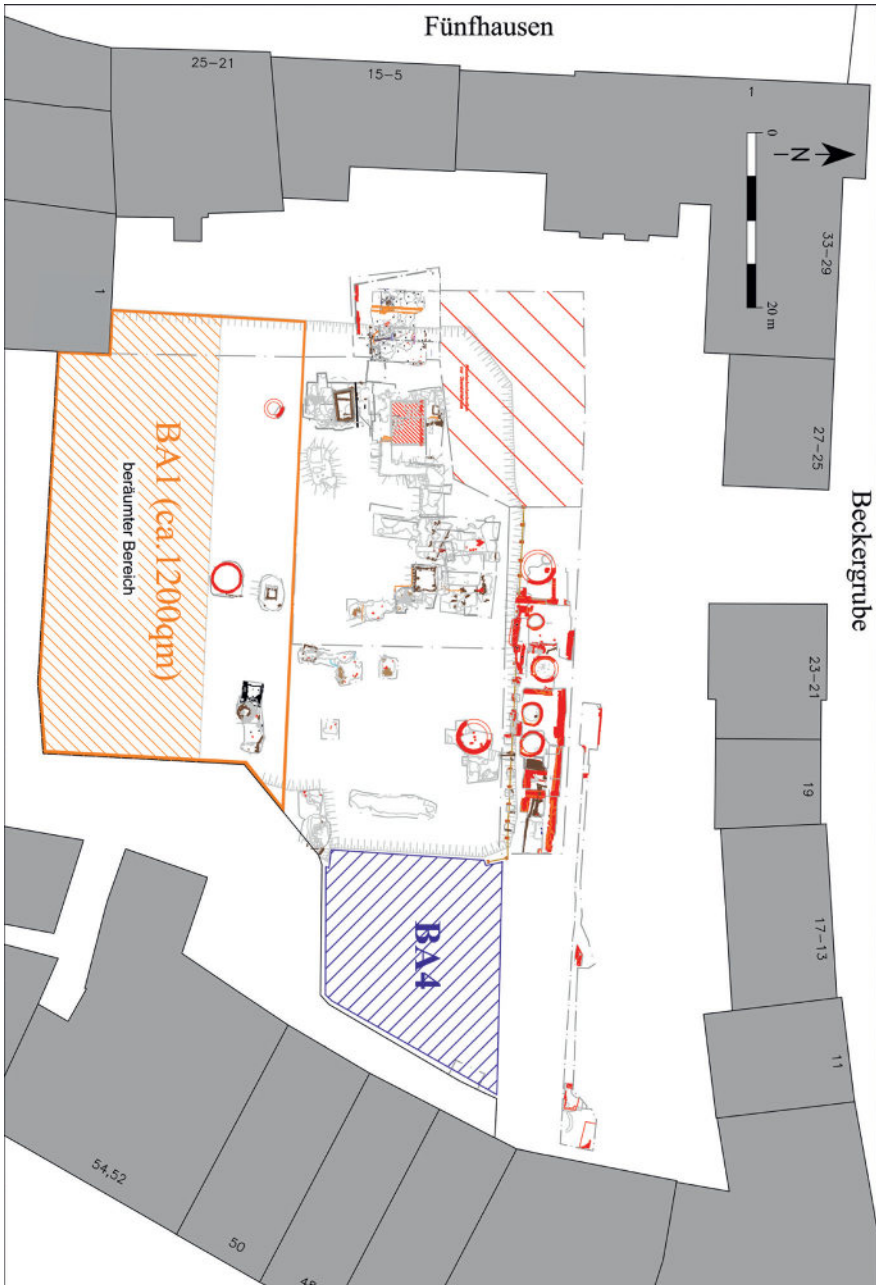 Fünfhausen
25-21
15-5
1
0
N
20 m
33-29
27-25
Beckergrube
1
BA1 (ca.1200qm)
beräumter Bereich
23-21
19
17-13
11
BA4
54,52
50
48